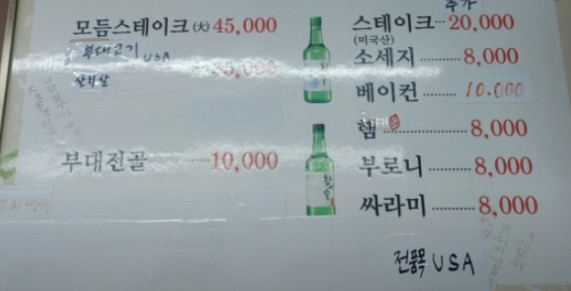 모듬스테이크(大) 45,000
부대고기 USA
35,000
부대전골 ······ 10,000
추가
스테이크··· 20,000
(미국산)
소세지 ············ 8,000
베이컨 ········ 10.000
햄 ···················· 8,000
부로니 ············ 8,000
싸라미 ············ 8,000
전품목 USA